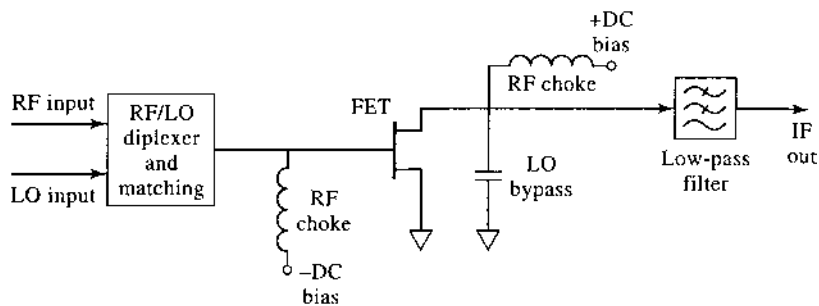 +DC
bias
RF choke
RF input
RF/LO
diplexer
and
matching
LO input
FET
RF
choke
–DC
bias
LO
bypass
Low-pass
filter
IF
out